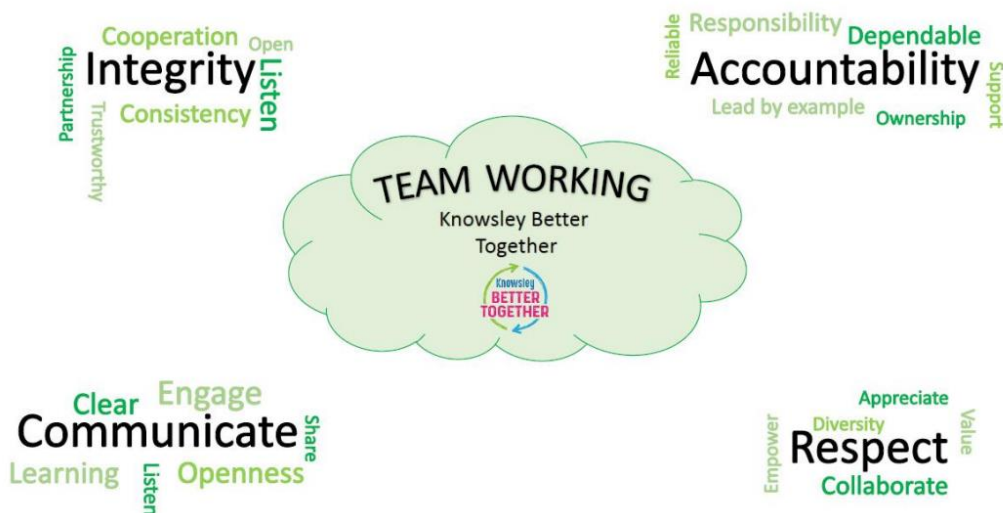 Cooperation
Open
Partnership
Integrity
Listen
Trustworthy
Consistency
Reliable
Responsibility
Dependable
Accountability
Support
Lead by example
Ownership
TEAM WORKING
Knowsley Better
Together
Knowsley
BETTER
TOGETHER
Clear
Engage
Communicate
Share
Learning
Listen
Openness
Appreciate
Empower
Diversity
Value
Respect
Collaborate